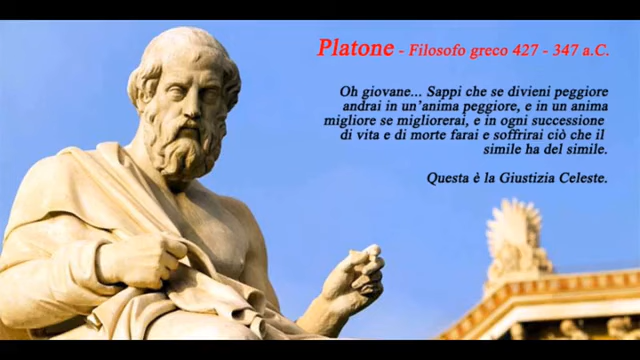 Platone - Filosofo greco 427 - 347 a.C.
Oh giovane... Sappi che se divieni peggiore
andrai in un'anima peggiore, e in un anima
migliore se migliorerai, e in ogni successione
di vita e di morte farai e soffrirai ciò che il
simile ha del simile.
Questa è la Giustizia Celeste.